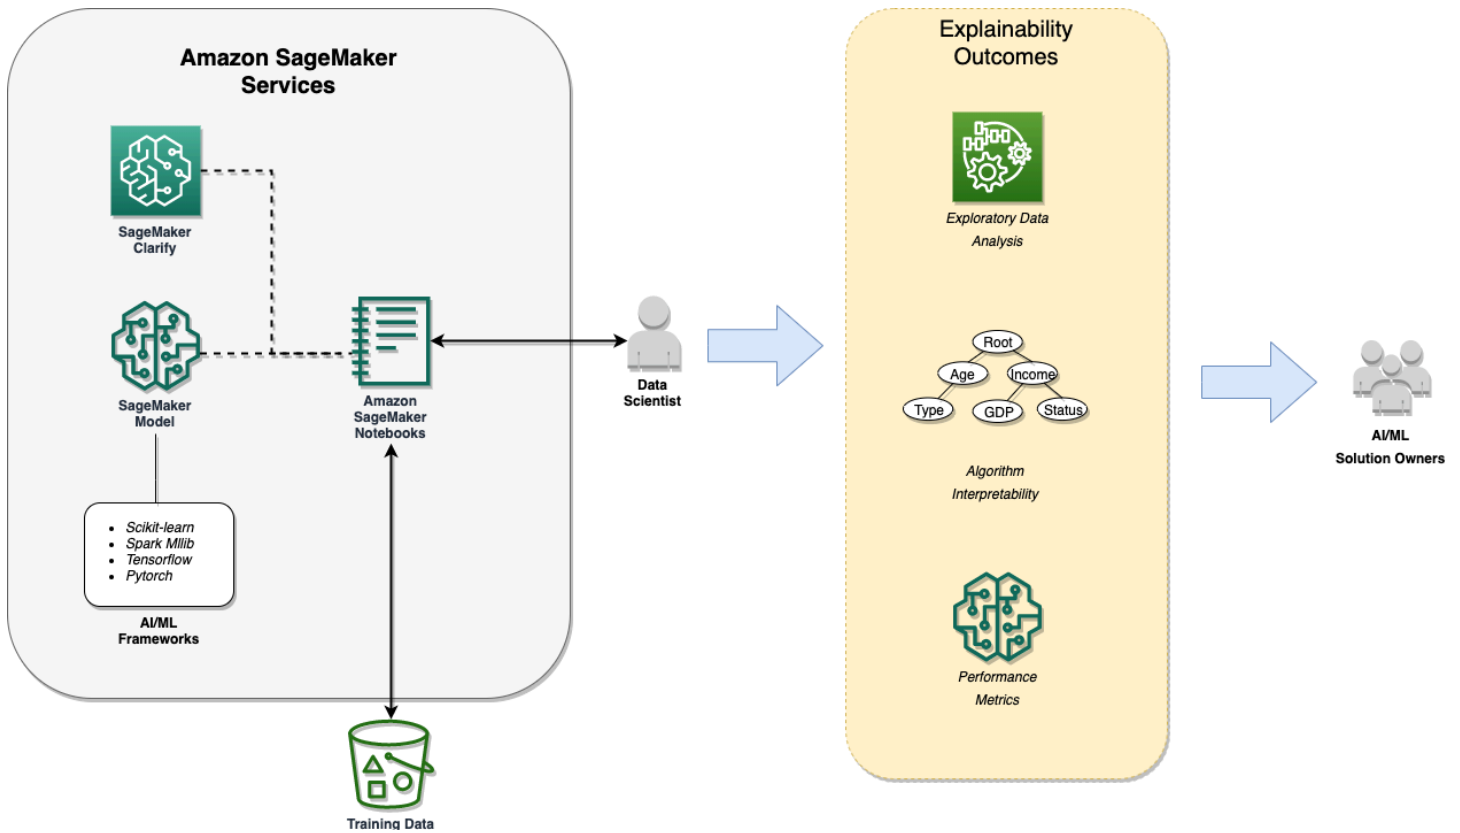 Amazon SageMaker
Services
SageMaker
Clarify
SageMaker
Model
• Scikit-learn
• Spark Mllib
• Tensorflow
• Pytorch
AI/ML
Frameworks
Amazon
SageMaker
Notebooks
Training Data
Data
Scientist
Explainability
Outcomes
Exploratory Data
Analysis
Root
Age
Income
Type
GDP
Status
Algorithm
Interpretability
Performance
Metrics
AI/ML
Solution Owners